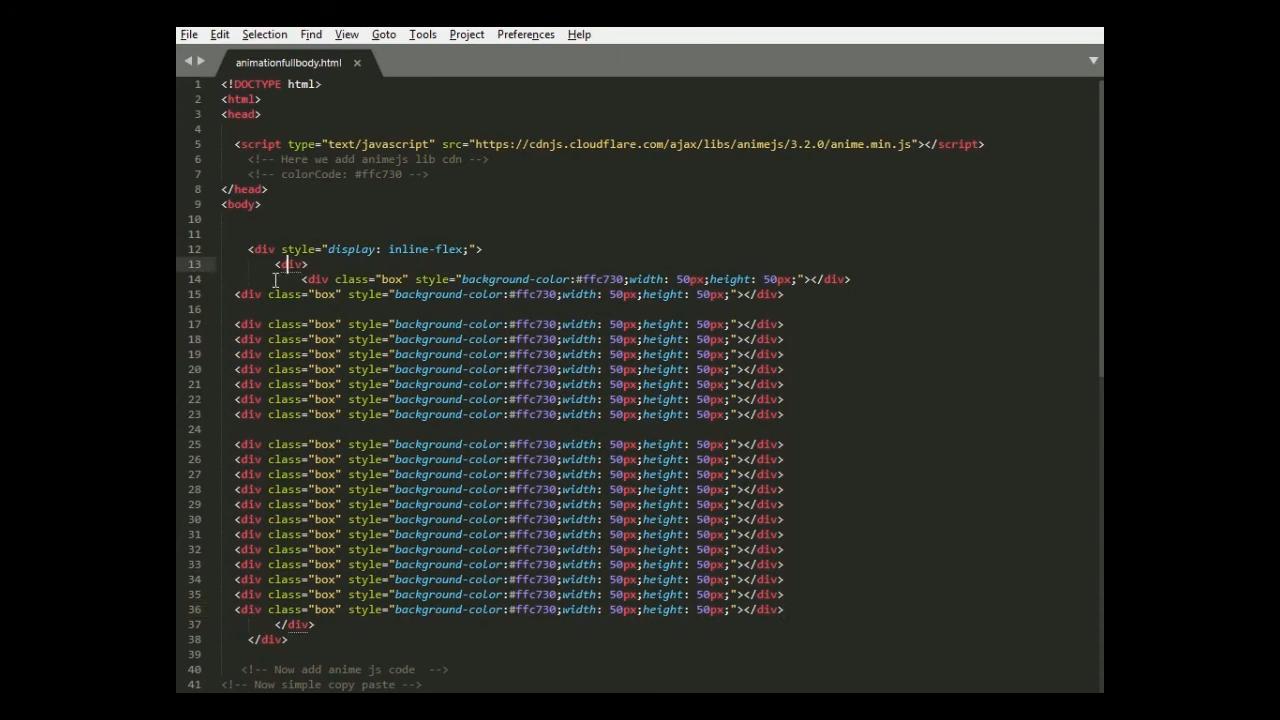 File Edit Selection Find View Goto Tools Project Preferences Help
animationfullbody.html ×
1 <!DOCTYPE html>
2 <html>
3 <head>
4
5 <script type="text/javascript" src="https://cdnjs.cloudflare.com/ajax/libs/animejs/3.2.0/anime.min.js"></script>
6 <!-- Here we add animejs lib cdn -->
7 <!-- colorCode: #ffc730 -->
8 </head>
9 <body>
10
11
12 <div style="display: inline-flex;">
13 <div>
14 <div class="box" style="background-color:#ffc730;width: 50px;height: 50px;"></div>
15 <div class="box" style="background-color:#ffc730;width: 50px;height: 50px;"></div>
16
17 <div class="box" style="background-color:#ffc730;width: 50px;height: 50px;"></div>
18 <div class="box" style="background-color:#ffc730;width: 50px;height: 50px;"></div>
19 <div class="box" style="background-color:#ffc730;width: 50px;height: 50px;"></div>
20 <div class="box" style="background-color:#ffc730;width: 50px;height: 50px;"></div>
21 <div class="box" style="background-color:#ffc730;width: 50px;height: 50px;"></div>
22 <div class="box" style="background-color:#ffc730;width: 50px;height: 50px;"></div>
23 <div class="box" style="background-color:#ffc730;width: 50px;height: 50px;"></div>
24
25 <div class="box" style="background-color:#ffc730;width: 50px;height: 50px;"></div>
26 <div class="box" style="background-color:#ffc730;width: 50px;height: 50px;"></div>
27 <div class="box" style="background-color:#ffc730;width: 50px;height: 50px;"></div>
28 <div class="box" style="background-color:#ffc730;width: 50px;height: 50px;"></div>
29 <div class="box" style="background-color:#ffc730;width: 50px;height: 50px;"></div>
30 <div class="box" style="background-color:#ffc730;width: 50px;height: 50px;"></div>
31 <div class="box" style="background-color:#ffc730;width: 50px;height: 50px;"></div>
32 <div class="box" style="background-color:#ffc730;width: 50px;height: 50px;"></div>
33 <div class="box" style="background-color:#ffc730;width: 50px;height: 50px;"></div>
34 <div class="box" style="background-color:#ffc730;width: 50px;height: 50px;"></div>
35 <div class="box" style="background-color:#ffc730;width: 50px;height: 50px;"></div>
36 <div class="box" style="background-color:#ffc730;width: 50px;height: 50px;"></div>
37 </div>
38 </div>
39
40 <!-- Now add anime js code -->
41 <!-- Now simple copy paste -->